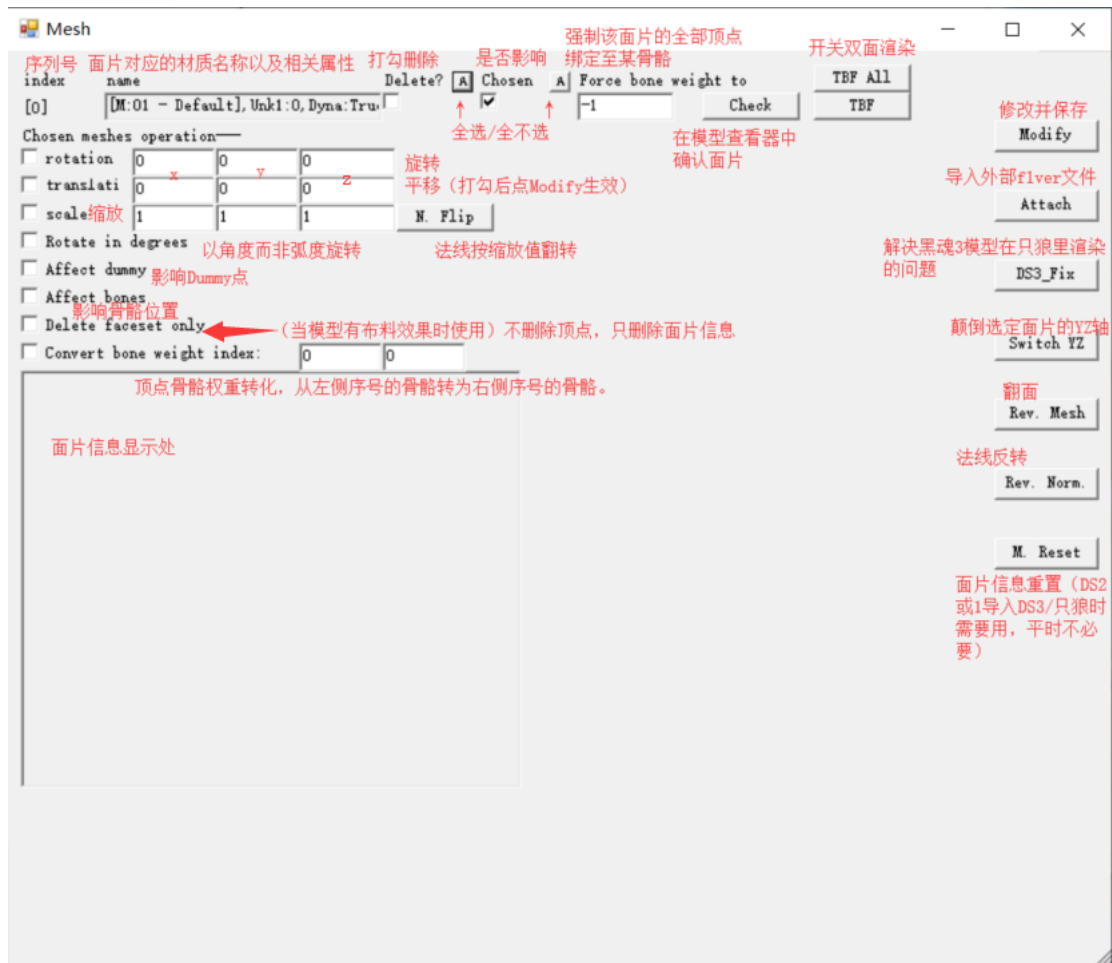 Mesh
强制该面片的全部顶点
序列号 面片对应的材质名称以及相关属性 打勾删除 是否影响 绑定至某骨骼 开关双面渲染
index name Delete? A Chosen A Force bone weight to TBF All
[0] [M:01 - Default],Unk1:0,Dyna:Tru -1 Check TBF
修改并保存
Chosen meshes operation 全选/全不选 在模型查看器中 Modify
确认面片
rotation 0 0 0 旋转
x y z
导入外部flver文件
translati 0 0 0 平移（打勾后点Modify生效）
Attach
scale 缩放 1 1 1 N. Flip
Rotate in degrees 以角度而非弧度旋转 法线按缩放值翻转
解决黑魂3模型在只狼里渲染
的问题
Affect dummy 影响Dummy点
DS3_Fix
Affect bones
影响骨骼位置
Delete faceset only （当模型有布料效果时使用）不删除顶点，只删除面片信息
颠倒选定面片的YZ轴
Switch YZ
Convert bone weight index: 0 0
顶点骨骼权重转化，从左侧序号的骨骼转为右侧序号的骨骼。
翻面
Rev. Mesh
面片信息显示处
法线反转
Rev. Norm.
M. Reset
面片信息重置（DS2
或1导入DS3/只狼时
需要用，平时不必
要）